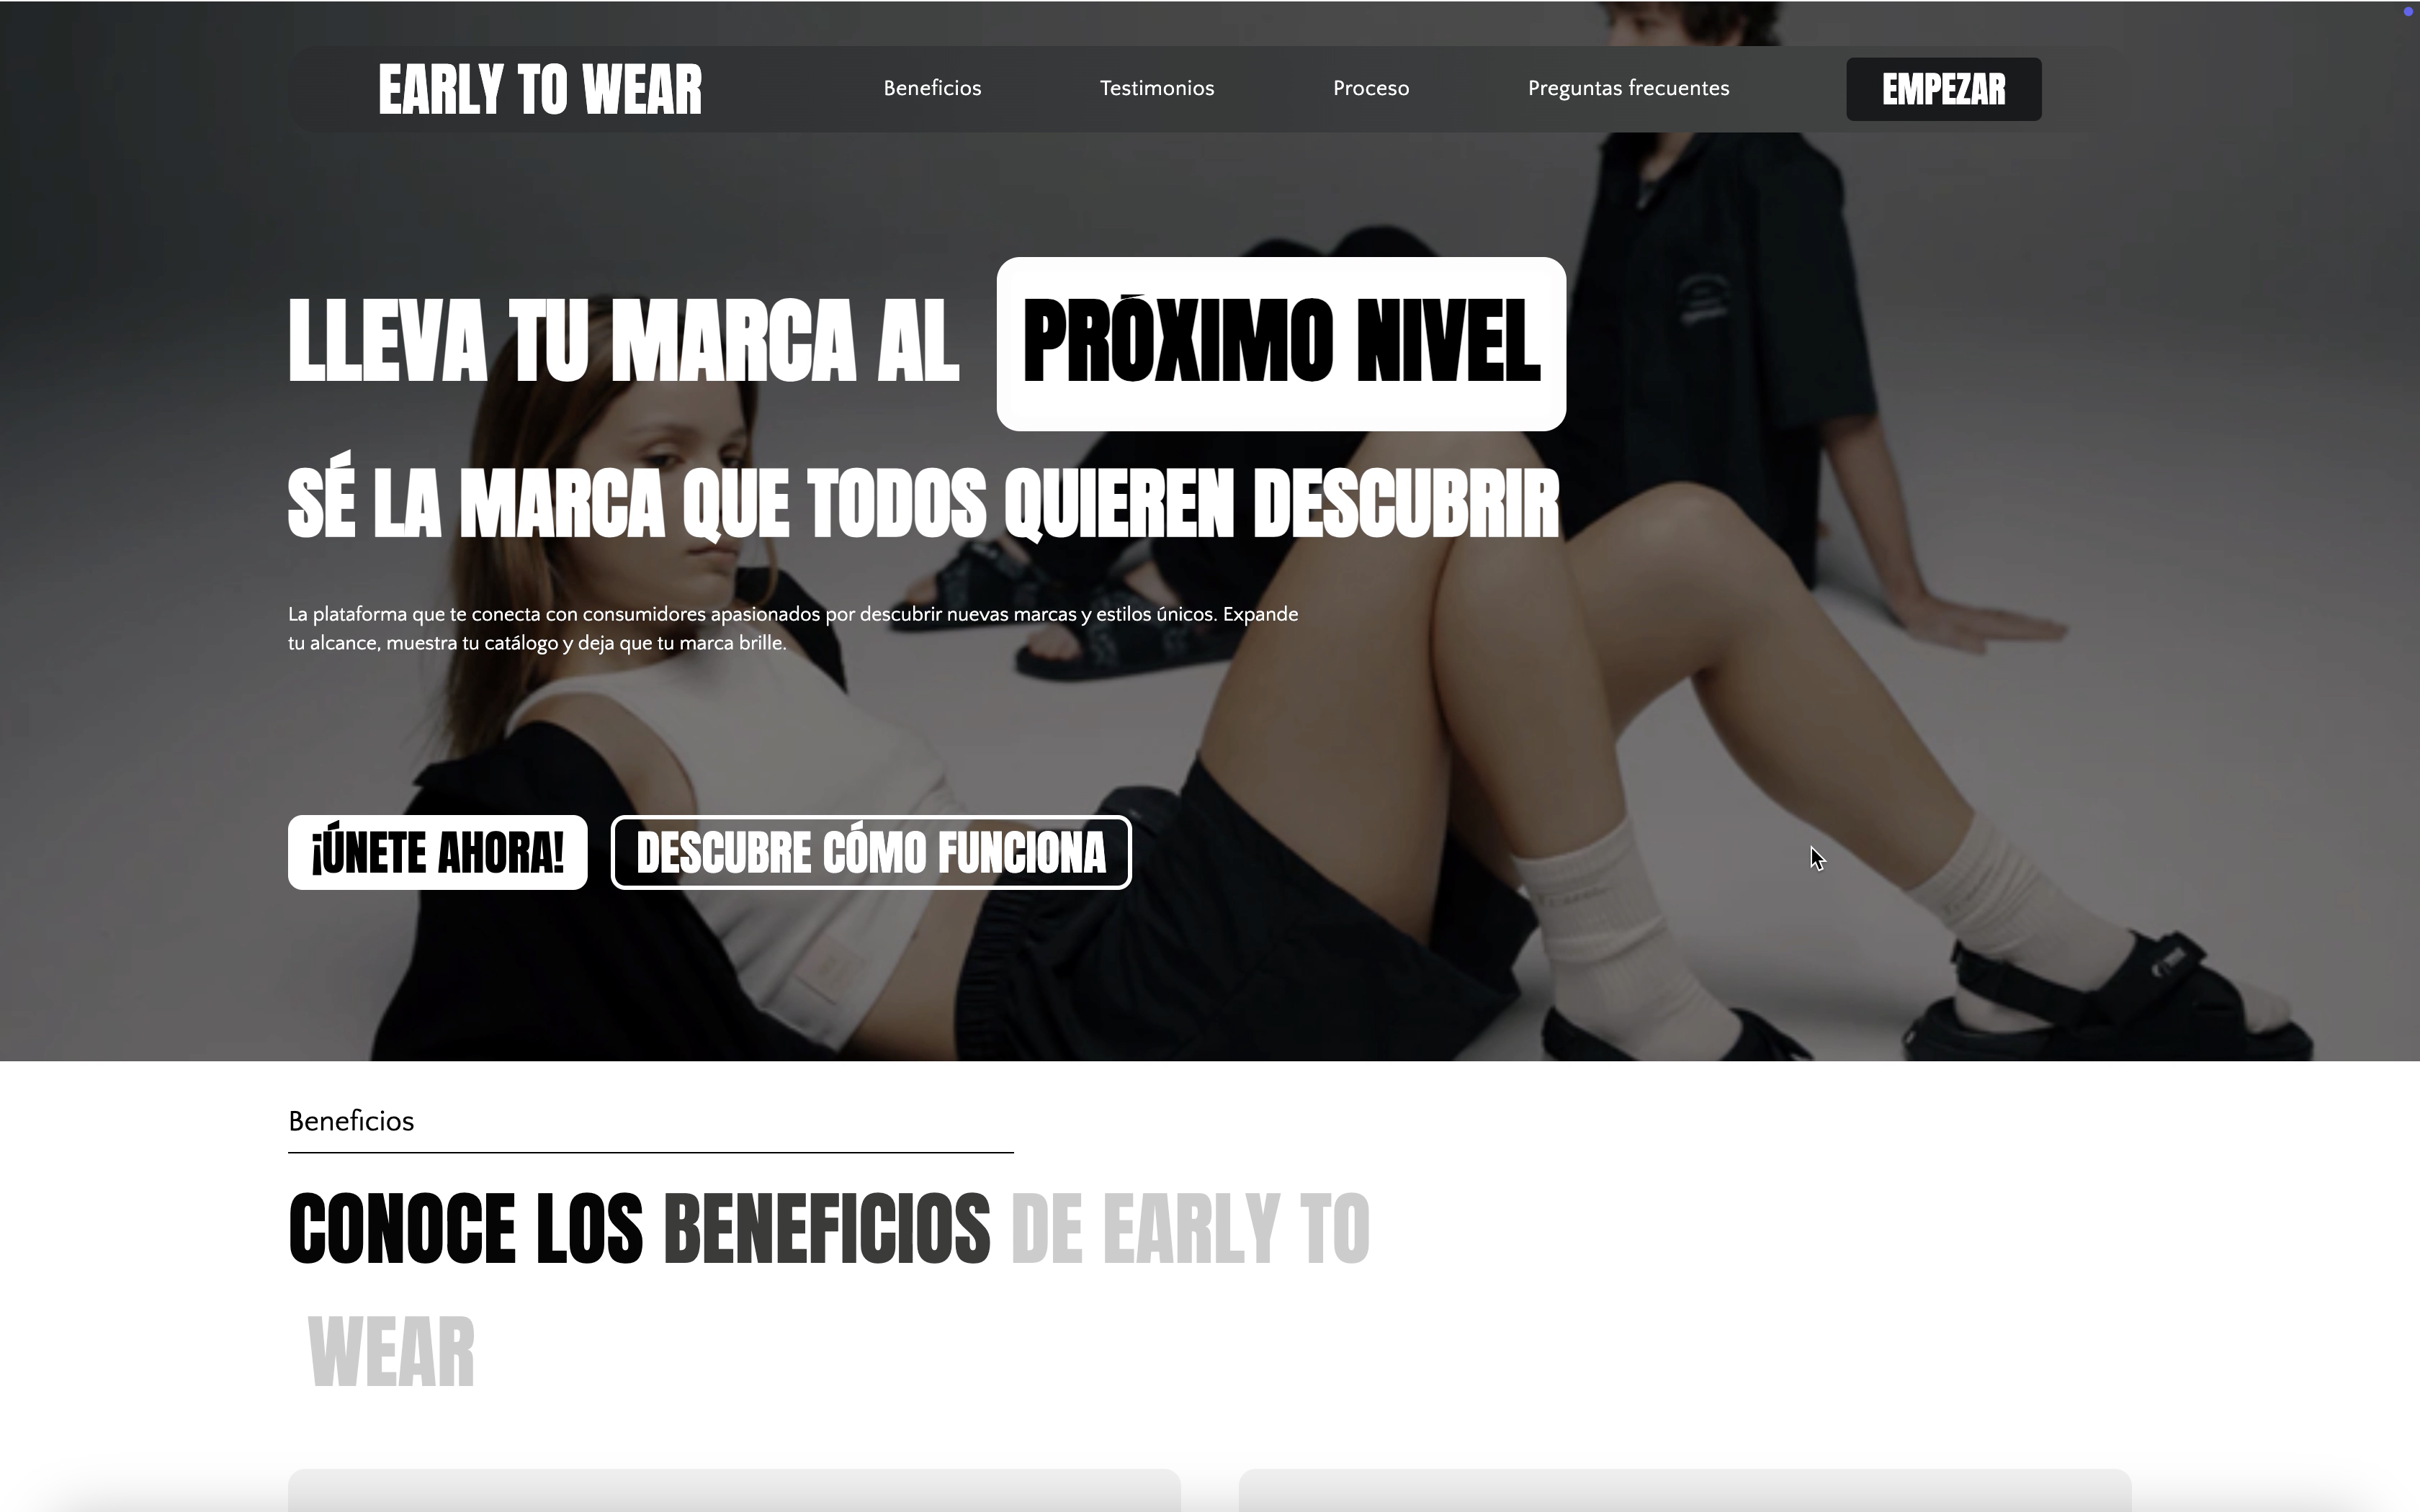 EARLY TO WEAR
Beneficios
Testimonios
Proceso
Preguntas frecuentes
EMPEZAR
LLEVA TU MARCA AL PRÓXIMO NIVEL
SÉ LA MARCA QUE TODOS QUIEREN DESCUBRIR
La plataforma que te conecta con consumidores apasionados por descubrir nuevas marcas y estilos únicos. Expande
tu alcance, muestra tu catálogo y deja que tu marca brille.
¡ÚNETE AHORA!
DESCUBRE CÓMO FUNCIONA
Beneficios
CONOCE LOS BENEFICIOS DE EARLY TO
WEAR